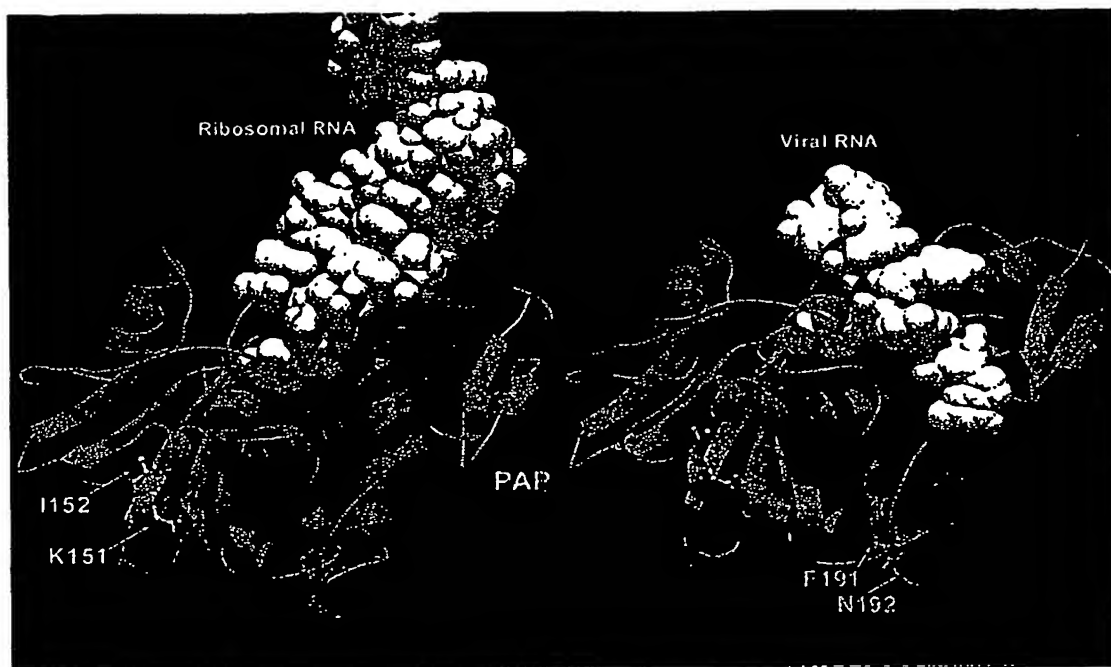 Ribosomal RNA
Viral RNA
PAP
I152
K151
F191
N192